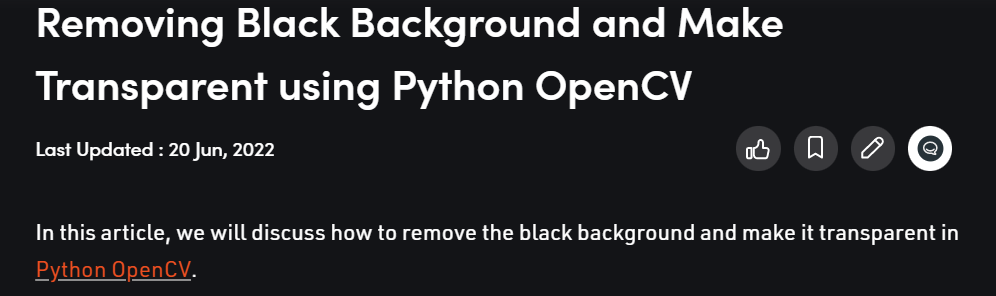 Removing Black Background and Make
Transparent using Python OpenCV
Last Updated : 20 Jun, 2022
In this article, we will discuss how to remove the black background and make it transparent in
Python OpenCV.